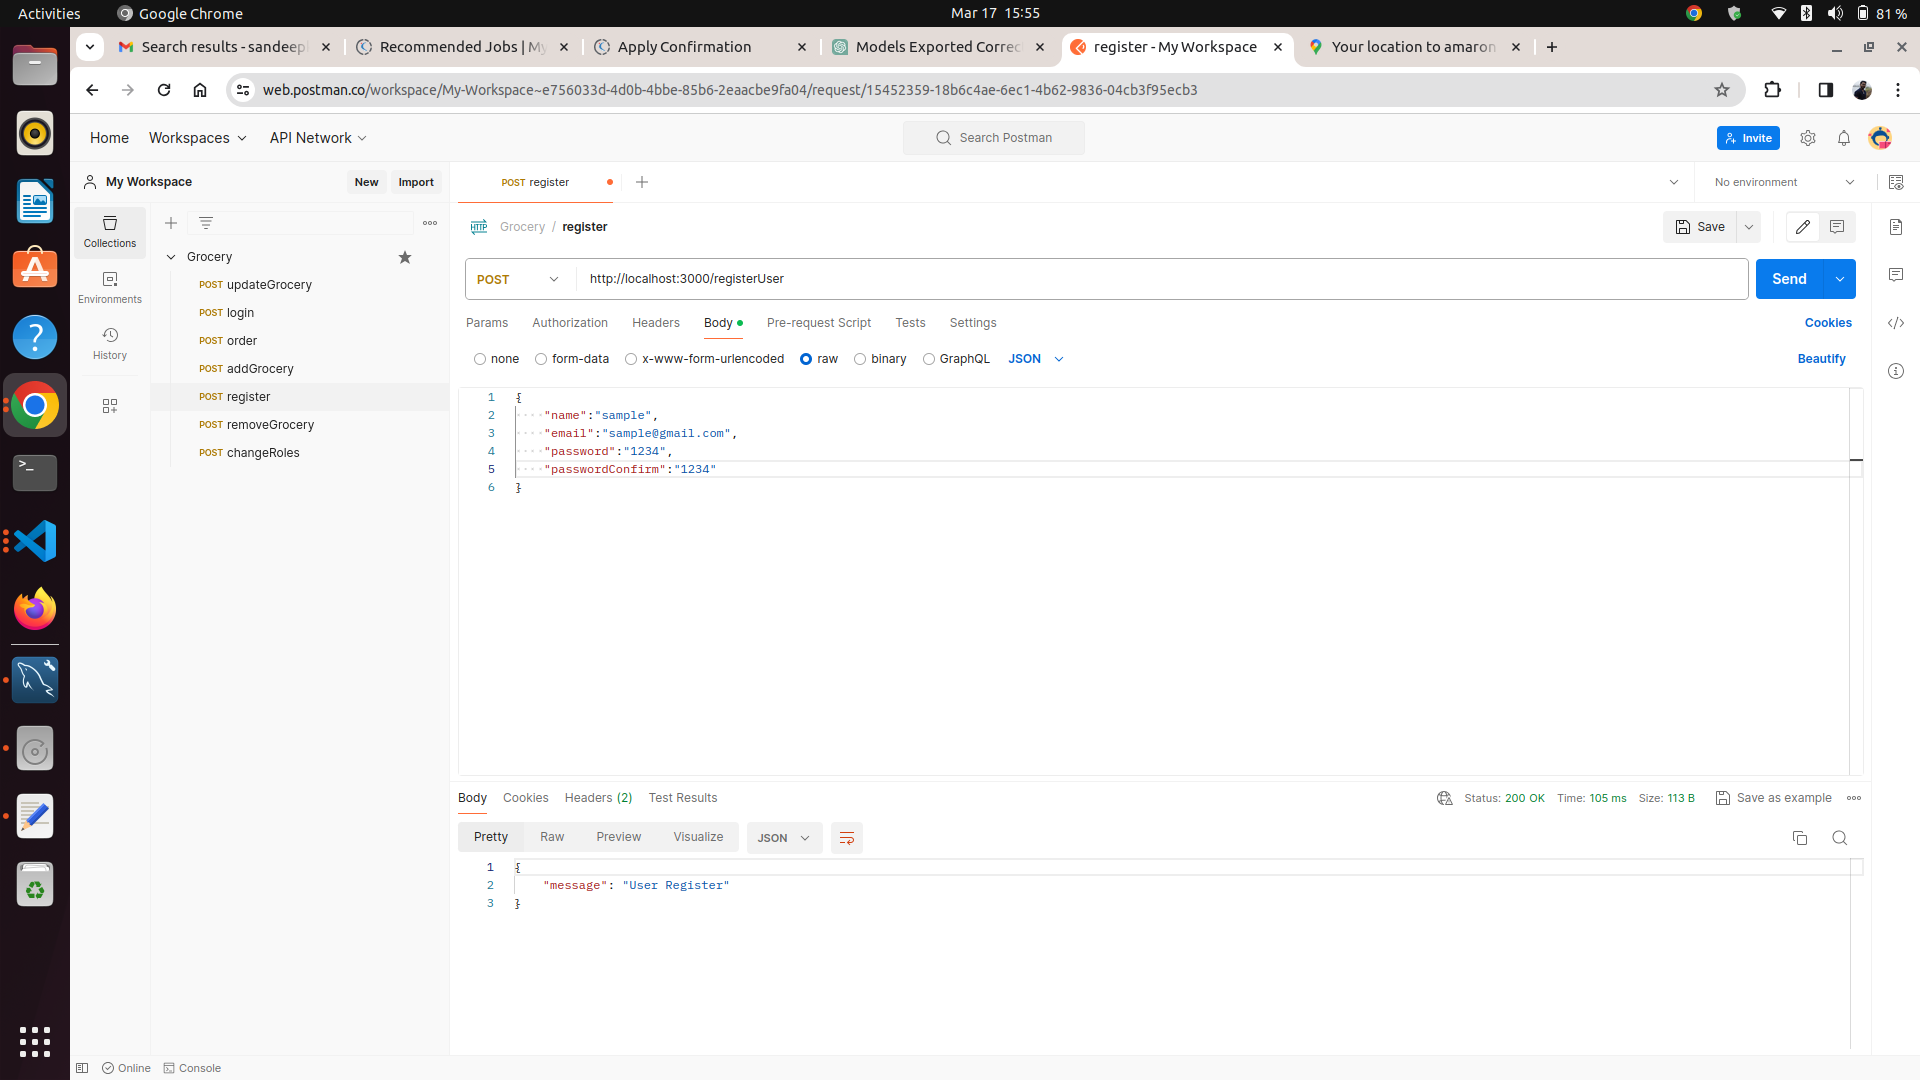 Activities
Google Chrome
Mar 17 15:55
81 %
Search results - sandeep
Recommended Jobs | My
Apply Confirmation
Models Exported Correc
register - My Workspace
Your location to amaron
web.postman.co/workspace/My-Workspace~e756033d-4d0b-4bbe-85b6-2eaacbe9fa04/request/15452359-18b6c4ae-6ec1-4b62-9836-04cb3f95ecb3
Home
Workspaces
API Network
Search Postman
Invite
My Workspace
New
Import
POST register
No environment
Collections
Environments
History
Grocery
POST updateGrocery
POST login
POST order
POST addGrocery
POST register
POST removeGrocery
POST changeRoles
HTTP
Grocery / register
Save
POST
http://localhost:3000/registerUser
Send
Params
Authorization
Headers
Body
Pre-request Script
Tests
Settings
Cookies
none
form-data
x-www-form-urlencoded
raw
binary
GraphQL
JSON
Beautify
1 {
2 "name":"sample",
3 "email":"sample@gmail.com",
4 "password":"1234",
5 "passwordConfirm":"1234"
6 }
Body
Cookies
Headers (2)
Test Results
Status: 200 OK
Time: 105 ms
Size: 113 B
Save as example
Pretty
Raw
Preview
Visualize
JSON
1 {
2 "message": "User Register"
3 }
Online
Console